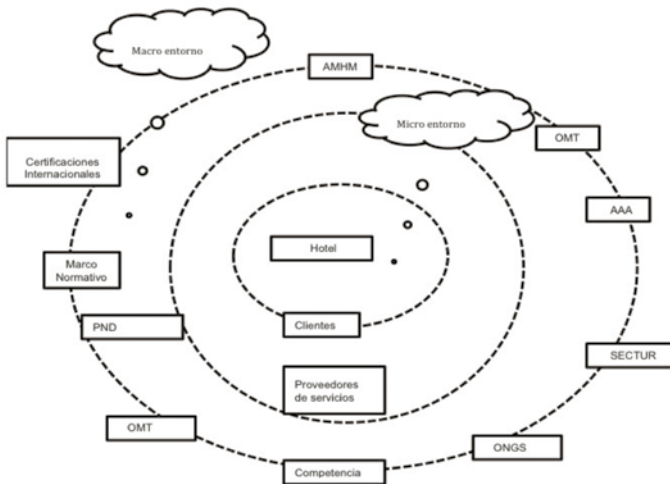 Macro entorno
AMHM
Micro entorno
OMT
Certificaciones
Internacionales
AAA
Hotel
Marco
Normativo
PND
Clientes
SECTUR
Proveedores
de servicios
OMT
ONGS
Competencia